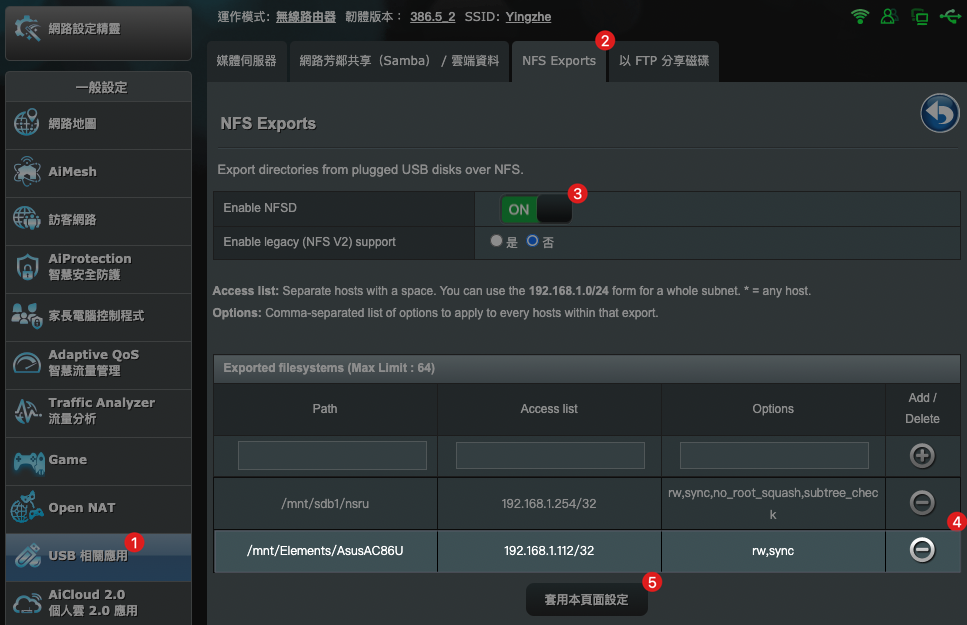 網路設定精靈
一般設定
網路地圖
AiMesh
訪客網路
AiProtection
智慧安全防護
家長電腦控制程式
Adaptive QoS
智慧流量管理
Traffic Analyzer
流量分析
Game
Open NAT
USB 相關應用
1
AiCloud 2.0
個人雲 2.0 應用
運作模式: 無線路由器 韌體版本： 386.5_2 SSID: Yingzhe
媒體伺服器
網路芳鄰共享（Samba） / 雲端資料
NFS Exports
2
以 FTP 分享磁碟
NFS Exports
Export directories from plugged USB disks over NFS.
Enable NFSD ON 3
Enable legacy (NFS V2) support 是 否
Access list: Separate hosts with a space. You can use the 192.168.1.0/24 form for a whole subnet. * = any host.
Options: Comma-separated list of options to apply to every hosts within that export.
Exported filesystems (Max Limit : 64)
Path Access list Options Add /
Delete
/mnt/sdb1/nsru 192.168.1.254/32 rw,sync,no_root_squash,subtree_chec
k
4
/mnt/Elements/AsusAC86U 192.168.1.112/32 rw,sync
5
套用本頁面設定